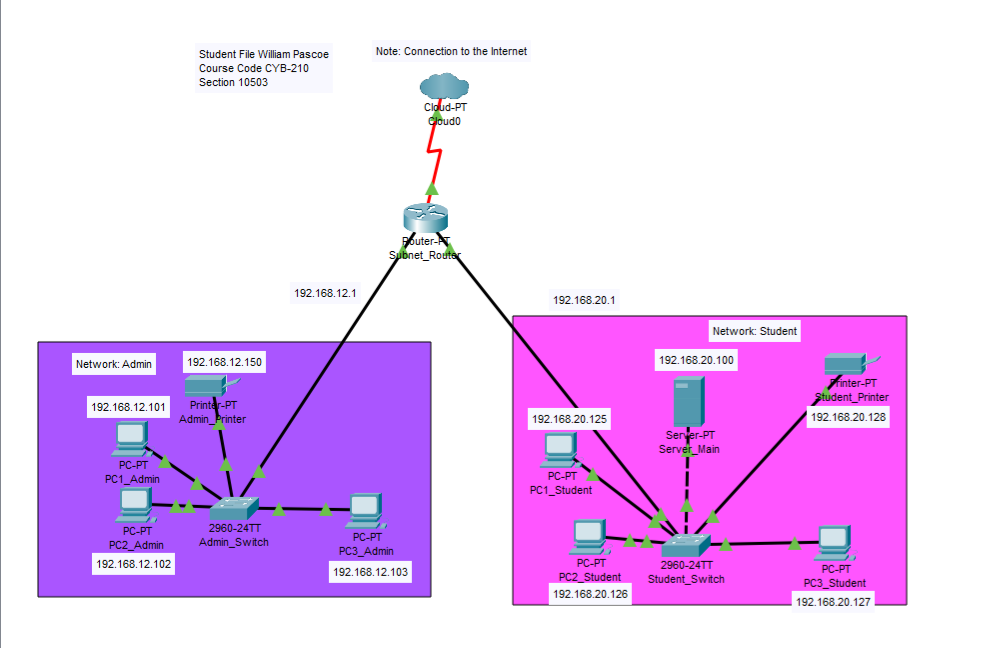 Student File William Pascoe
Course Code CYB-210
Section 10503
Note: Connection to the Internet
Cloud-PT
Cloud0
Router-PT
Subnet_Router
192.168.12.1
192.168.20.1
Network: Admin
192.168.12.150
Printer-PT
Admin_Printer
192.168.12.101
PC-PT
PC1_Admin
PC-PT
PC2_Admin
192.168.12.102
2960-24TT
Admin_Switch
PC-PT
PC3_Admin
192.168.12.103
Network: Student
192.168.20.100
Server-PT
Server_Main
Printer-PT
Student_Printer
192.168.20.128
192.168.20.125
PC-PT
PC1_Student
PC-PT
PC2_Student
192.168.20.126
2960-24TT
Student_Switch
PC-PT
PC3_Student
192.168.20.127